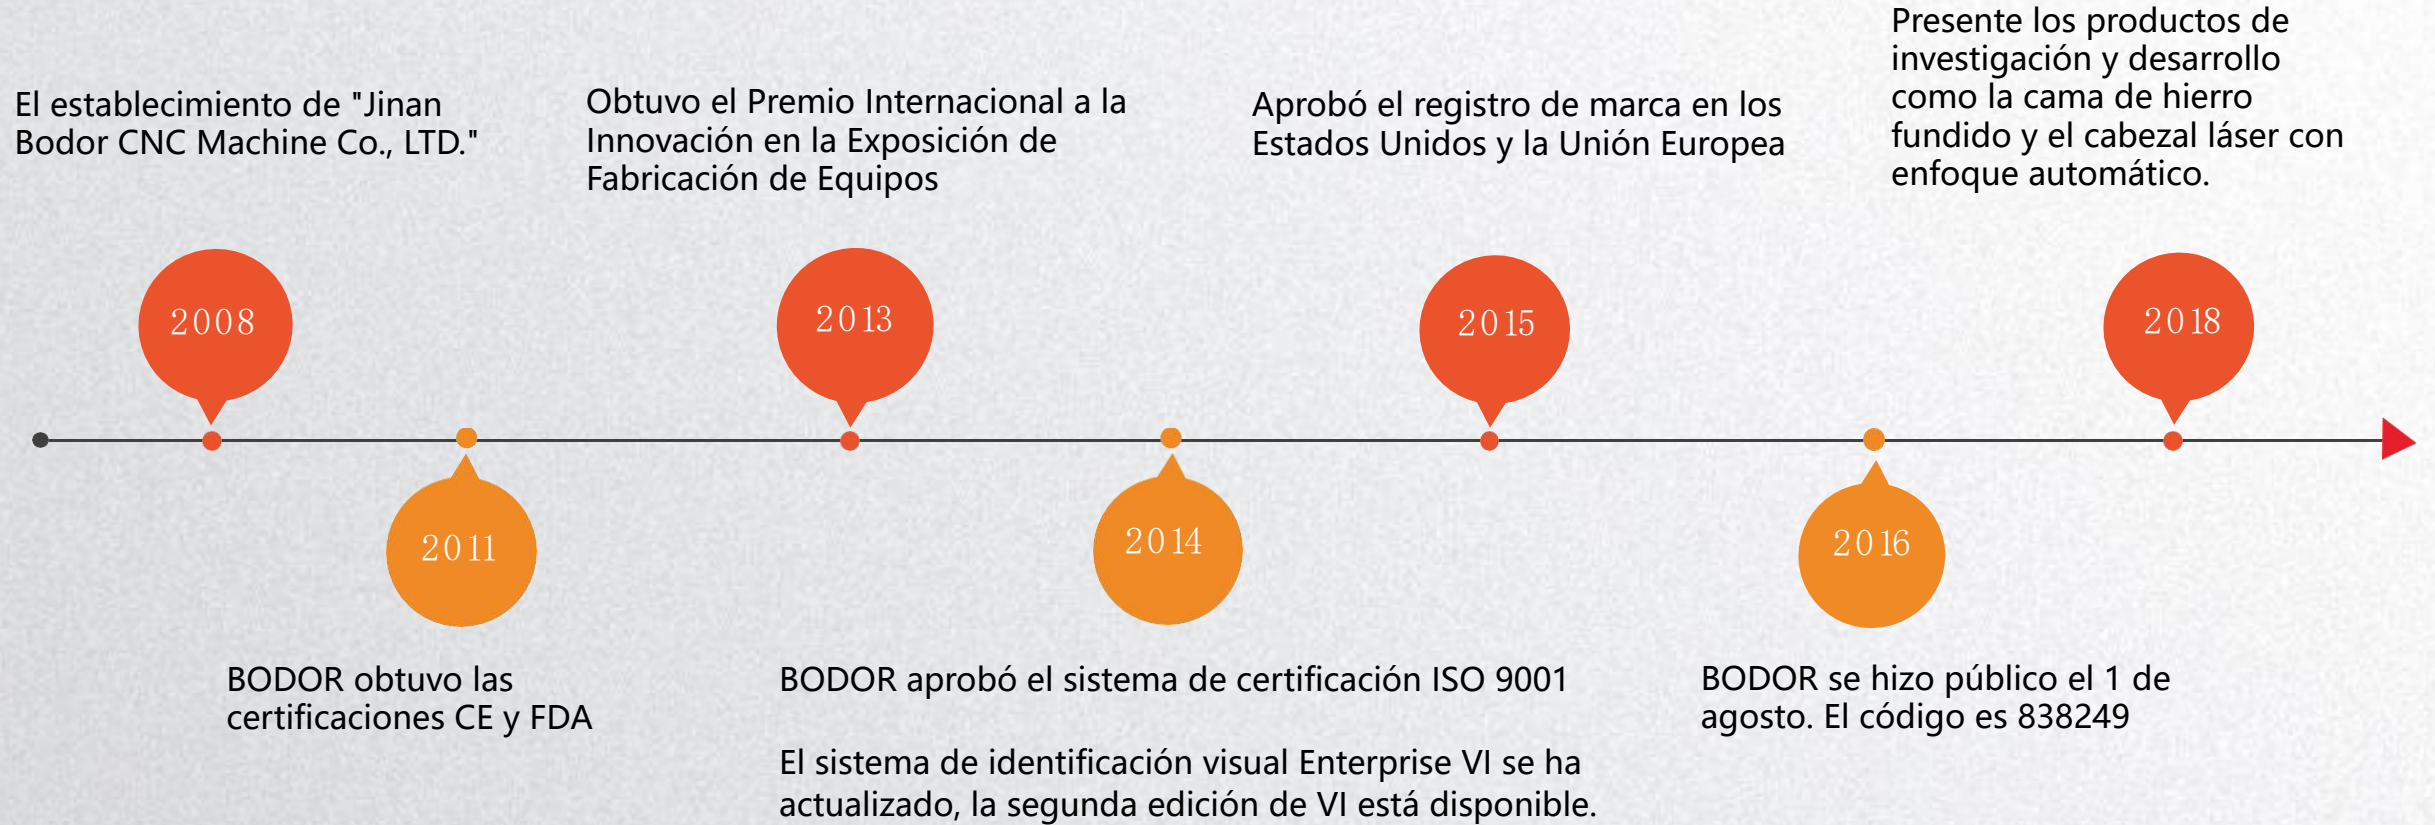 El establecimiento de "Jinan
Bodor CNC Machine Co., LTD."
2008
BODOR obtuvo las
certificaciones CE y FDA
2011
Obtuvo el Premio Internacional a la
Innovación en la Exposición de
Fabricación de Equipos
2013
2014
BODOR aprobó el sistema de certificación ISO 9001
El sistema de identificación visual Enterprise VI se ha
actualizado, la segunda edición de VI está disponible.
Aprobó el registro de marca en los
Estados Unidos y la Unión Europea
2015
2016
BODOR se hizo público el 1 de
agosto. El código es 838249
Presente los productos de
investigación y desarrollo
como la cama de hierro
fundido y el cabezal láser con
enfoque automático.
2018